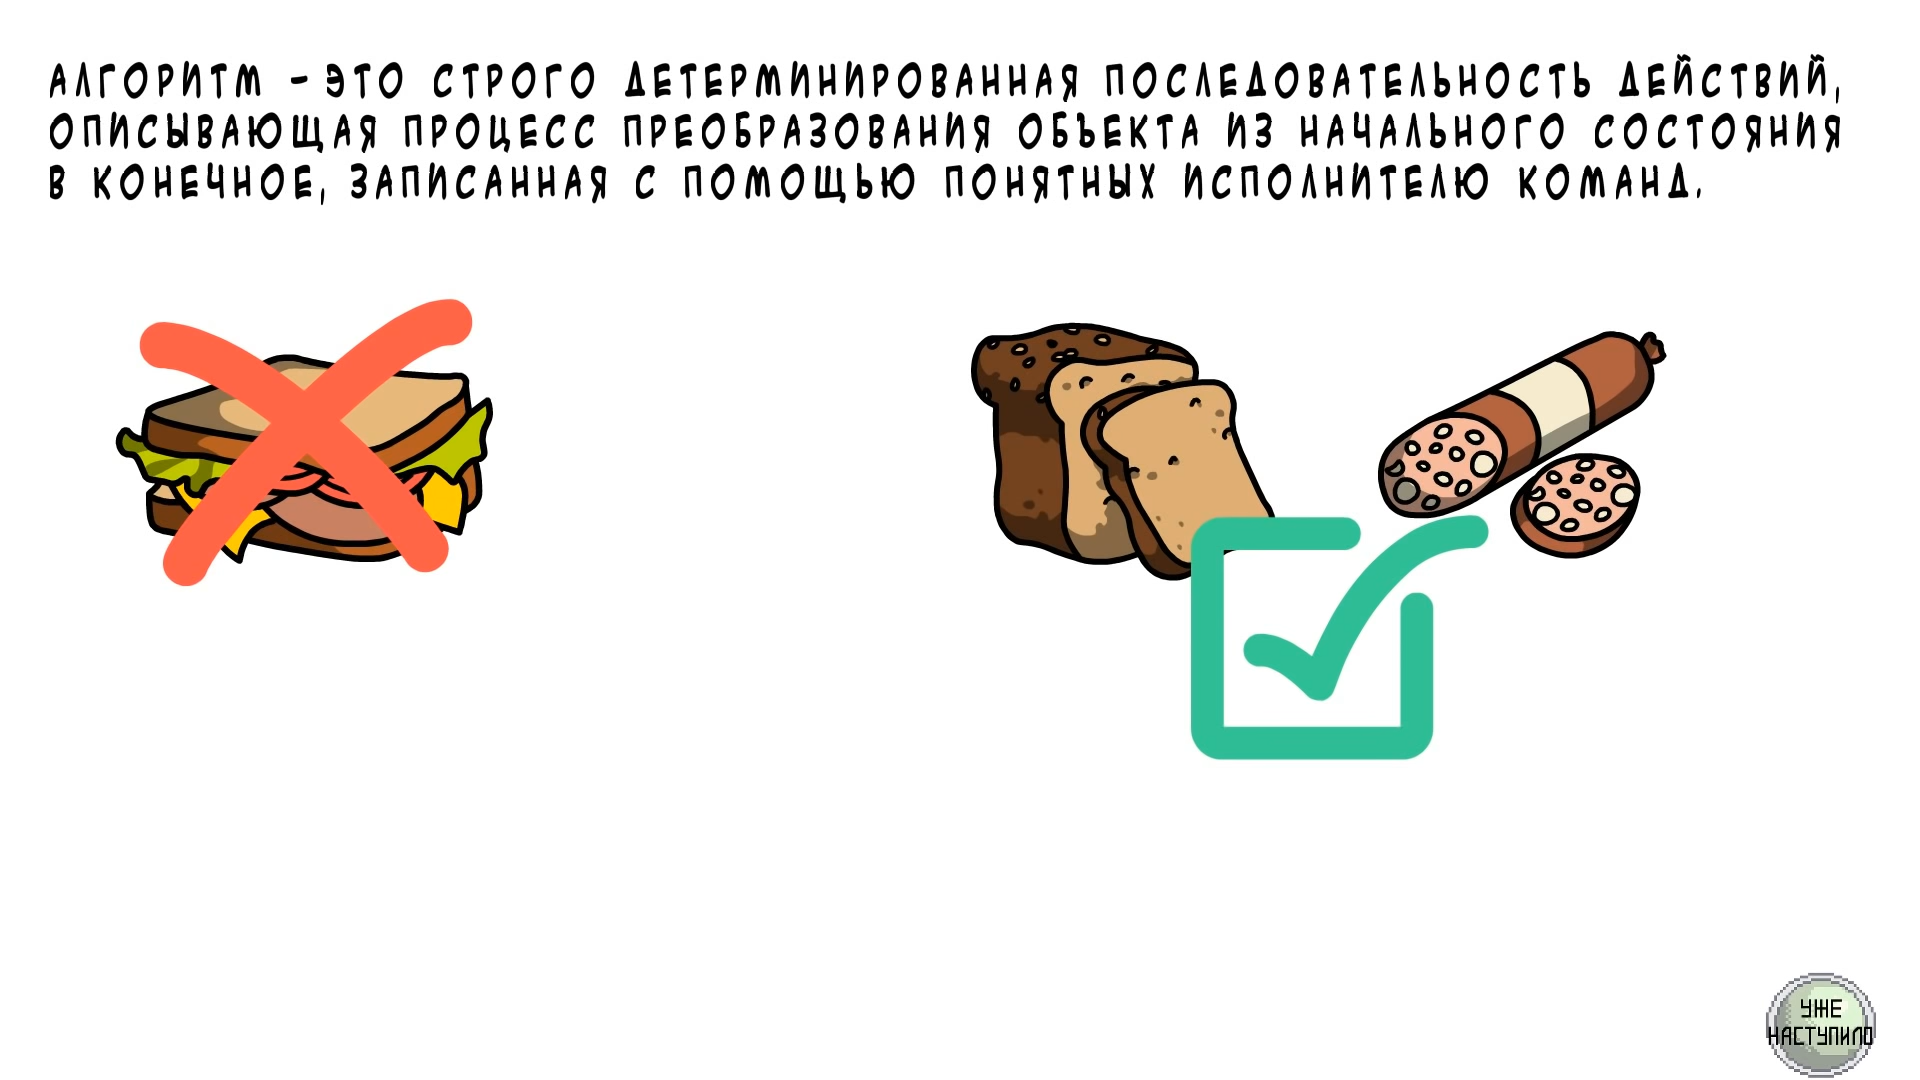 АЛГОРИТМ - ЭТО СТРОГО ДЕТЕРМИНИРОВАННАЯ ПОСЛЕДОВАТЕЛЬНОСТЬ ДЕЙСТВИЙ,
ОПИСЫВАЮЩАЯ ПРОЦЕСС ПРЕОБРАЗОВАНИЯ ОБЪЕКТА ИЗ НАЧАЛЬНОГО СОСТОЯНИЯ
В КОНЕЧНОЕ, ЗАПИСАННАЯ С ПОМОЩЬЮ ПОНЯТНЫХ ИСПОЛНИТЕЛЮ КОМАНД.
УЖЕ
НАСТУПИЛО